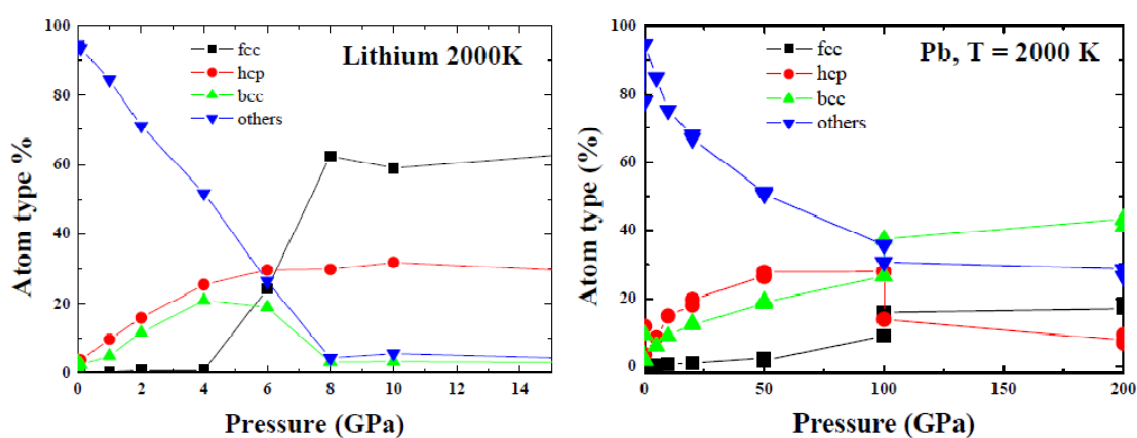 Lithium 2000K
fcc
hcp
bcc
others
Atom type %
100
80
60
40
20
0
0 2 4 6 8 10 12 14
Pressure (GPa)
Pb, T = 2000 K
fcc
hcp
bcc
others
Atom type (%)
100
80
60
40
20
0
0 50 100 200
Pressure (GPa)